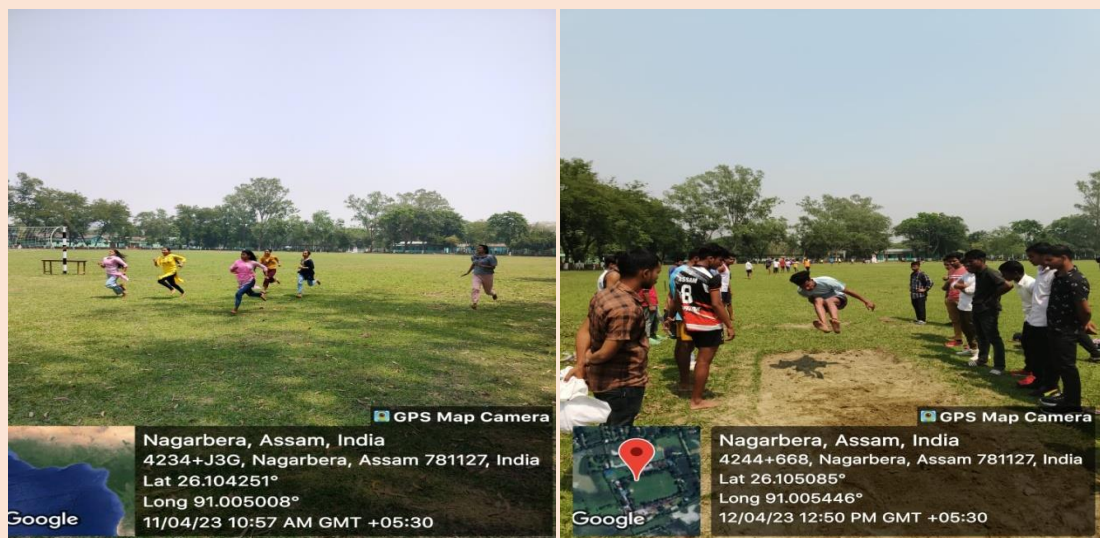 GPS Map Camera
Nagarbera, Assam, India
4234+J3G, Nagarbera, Assam 781127, India
Lat 26.104251°
Long 91.005008°
11/04/23 10:57 AM GMT +05:30
Google
GPS Map Camera
Nagarbera, Assam, India
4244+668, Nagarbera, Assam 781127, India
Lat 26.105085°
Long 91.005446°
12/04/23 12:50 PM GMT +05:30
Google
ASSAM
8